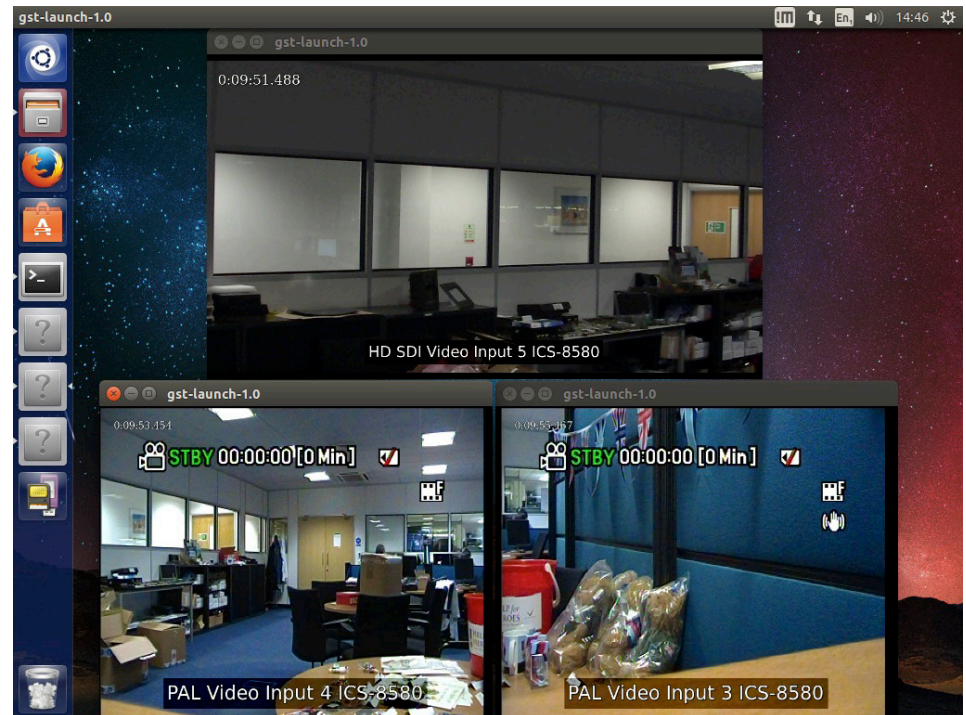 gst-launch-1.0
En1
14:46
gst-launch-1.0
0:09:51.488
HD SDI Video Input 5 ICS-8580
gst-launch-1.0
0:09:53.454
STBY 00:00:00 [0 Min]
F
PAL Video Input 4 ICS-8580
gst-launch-1.0
STBY 00:00:00 [0 Min]
F
PAL Video Input 3 ICS-8580